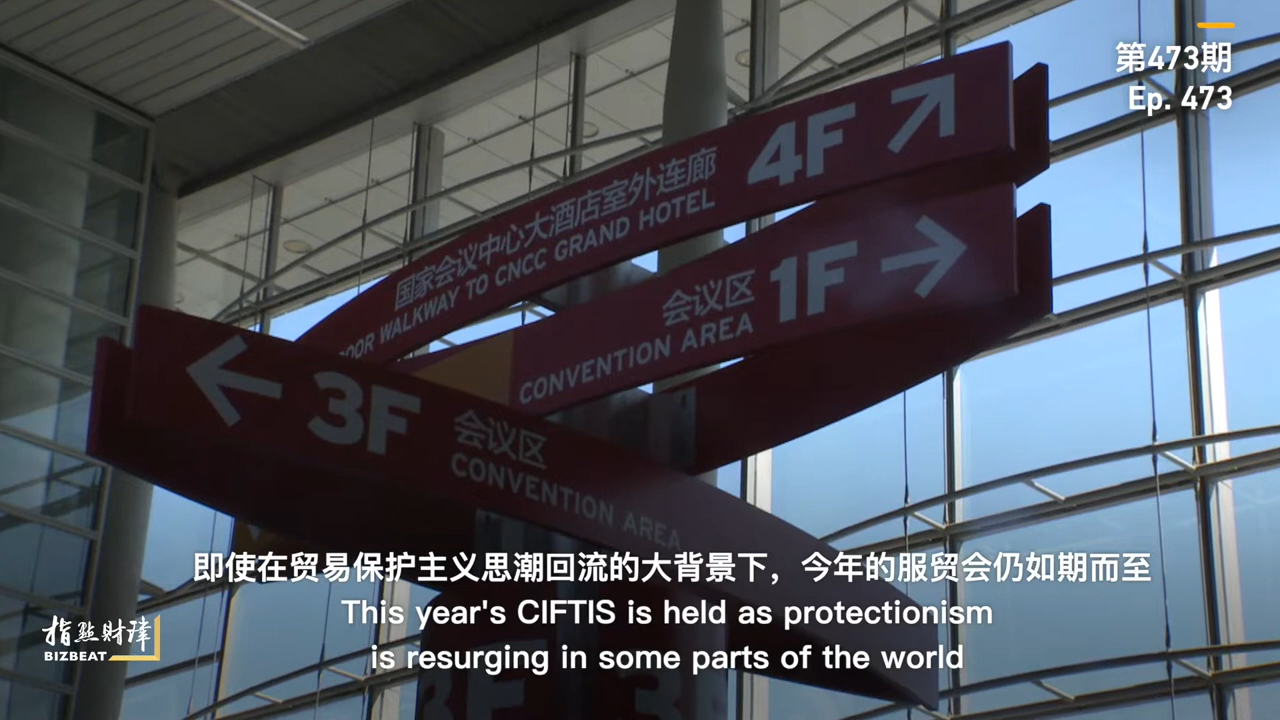 第473期
Ep. 473
国家会议中心大酒店室外连廊
WALKWAY TO CNCC GRAND HOTEL
4F
会议区
CONVENTION AREA
1F
3F
会议区
CONVENTION AREA
即使在贸易保护主义思潮回流的大背景下，今年的服贸会仍如期而至
This year's CIFTIS is held as protectionism
is resurging in some parts of the world
指点财津
BIZBEAT